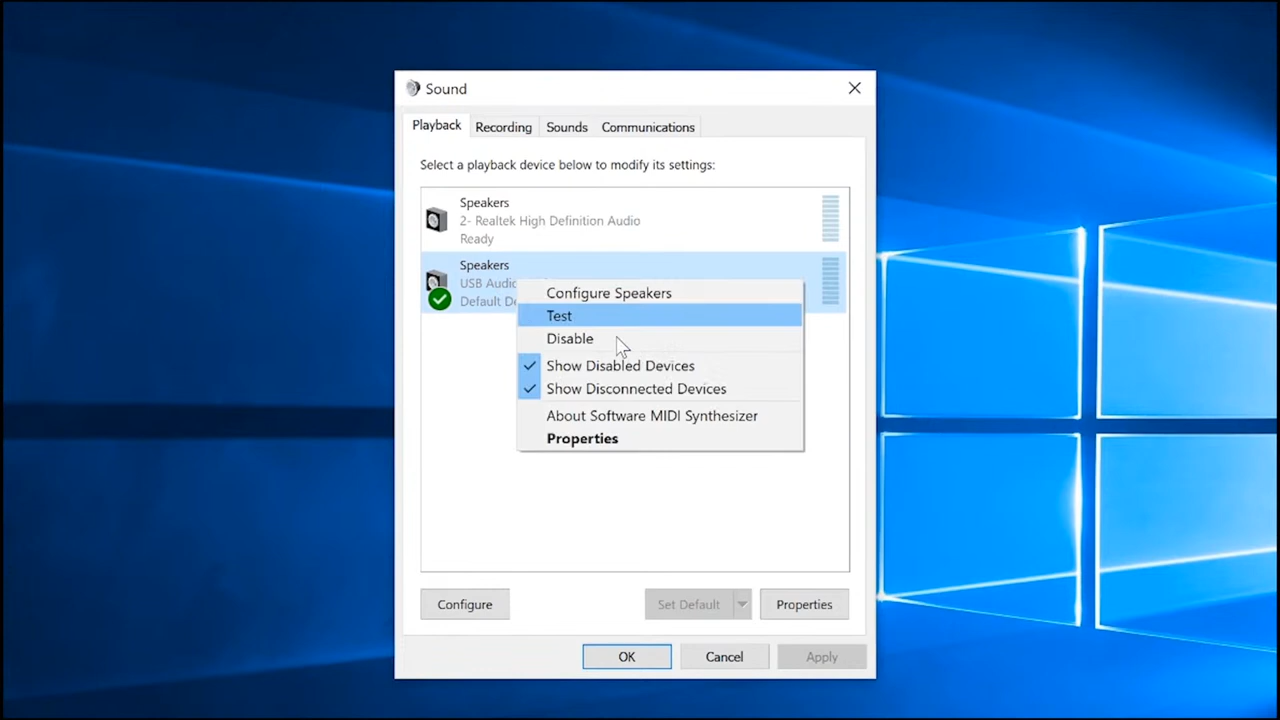 Sound
Playback
Recording
Sounds
Communications
Select a playback device below to modify its settings:
Speakers
2- Realtek High Definition Audio
Ready
Speakers
USB Audio
Default
Configure Speakers
Test
Disable
Show Disabled Devices
Show Disconnected Devices
About Software MIDI Synthesizer
Properties
Configure
Set Default
Properties
OK
Cancel
Apply